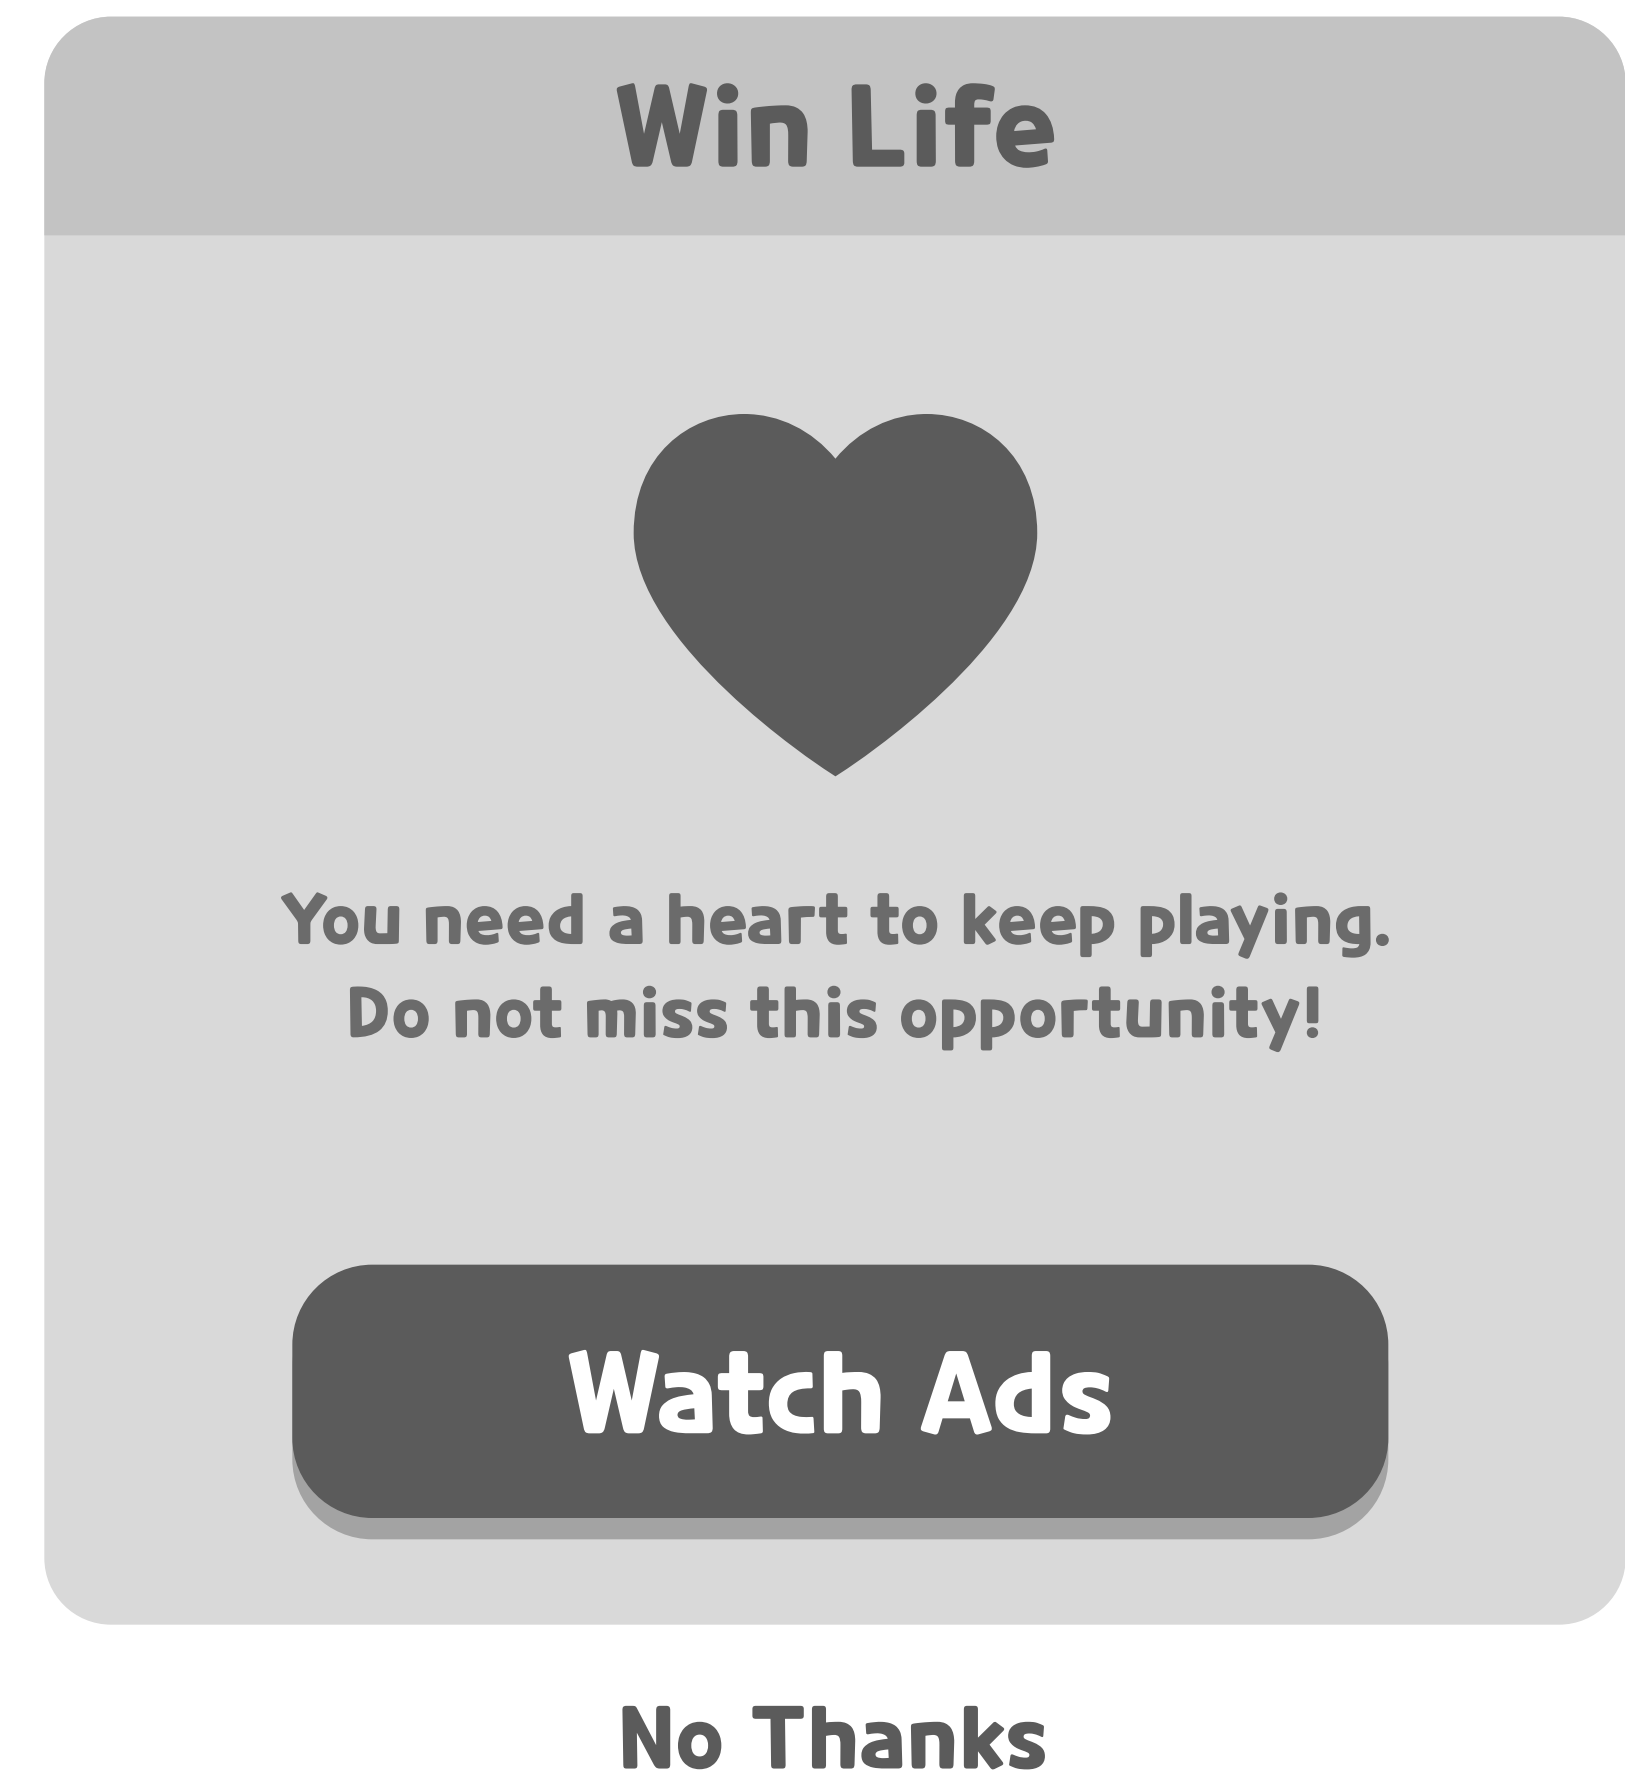 Win Life
You need a heart to keep playing.
Do not miss this opportunity!
Watch Ads
No Thanks